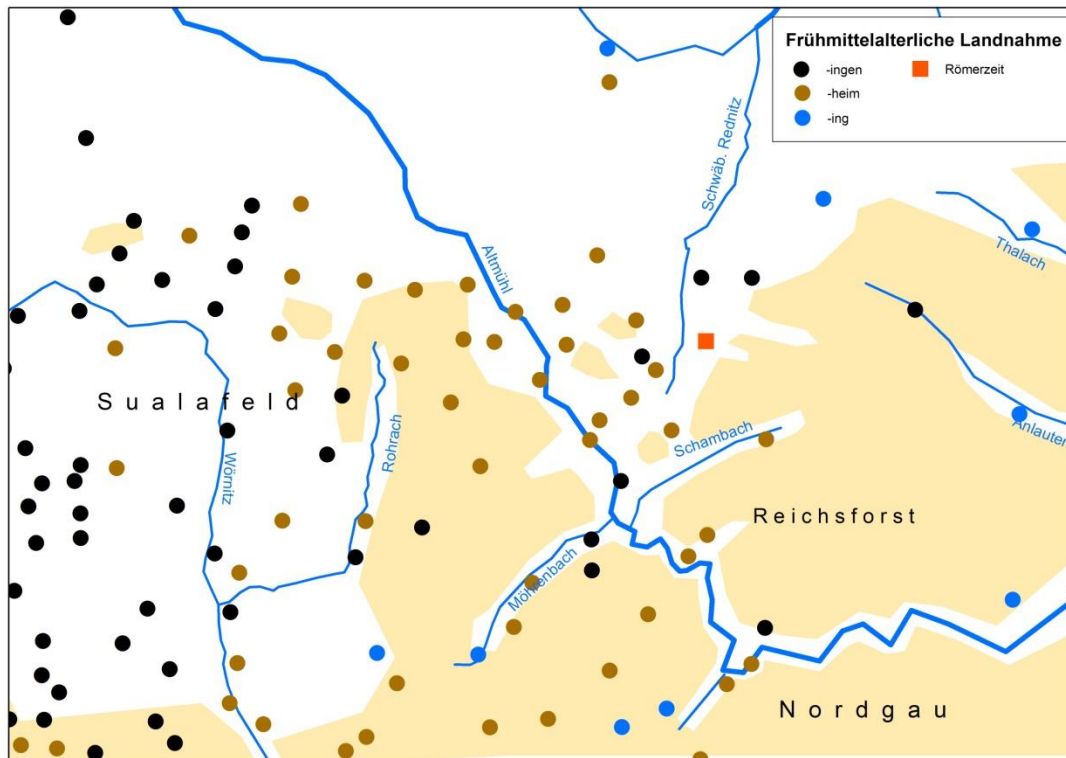 Frühmittelalterliche Landnahme
-ingen
Römerzeit
-heim
-ing
Schwäb. Rednitz
Altmühl
Thalach
Sualafeld
Rohrach
Wörnitz
Schambach
Anlauter
Reichsforst
Möhrenbach
Nordgau